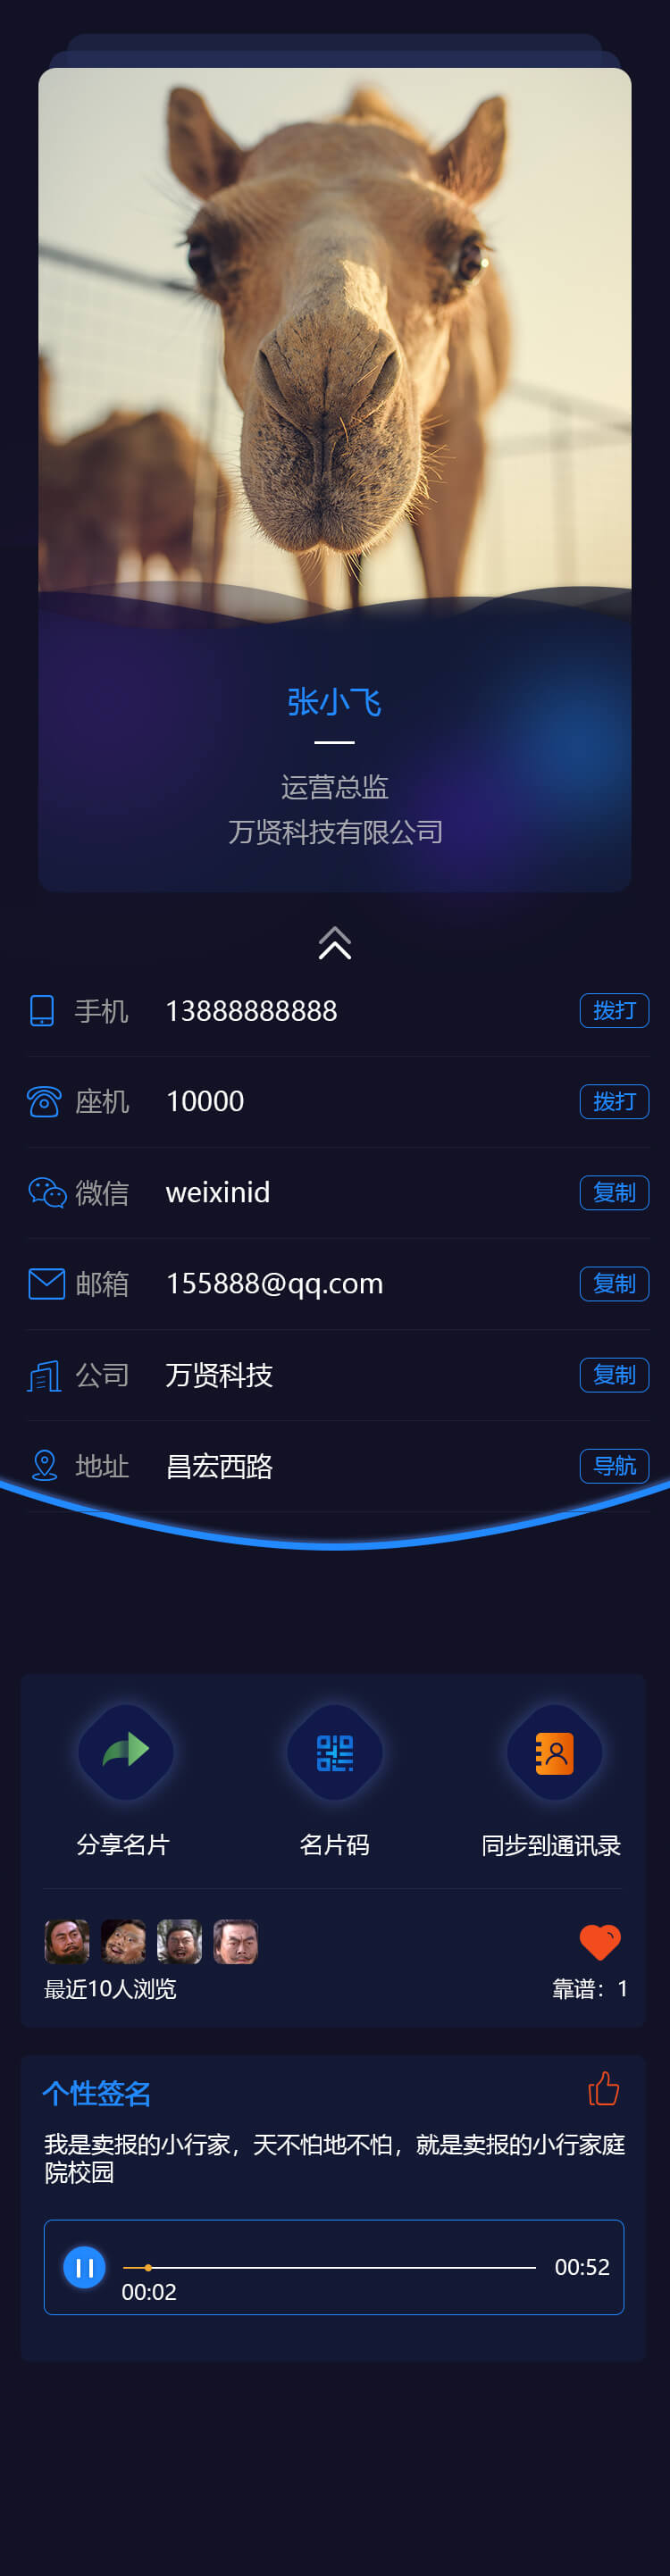 张小飞
运营总监
万贤科技有限公司
手机 13888888888 拨打
座机 10000 拨打
微信 weixinid 复制
邮箱 155888@qq.com 复制
公司 万贤科技 复制
地址 昌宏西路 导航
分享名片 名片码 同步到通讯录
最近10人浏览 靠谱：1
个性签名
我是卖报的小行家，天不怕地不怕，就是卖报的小行家庭
院校园
00:52
00:02